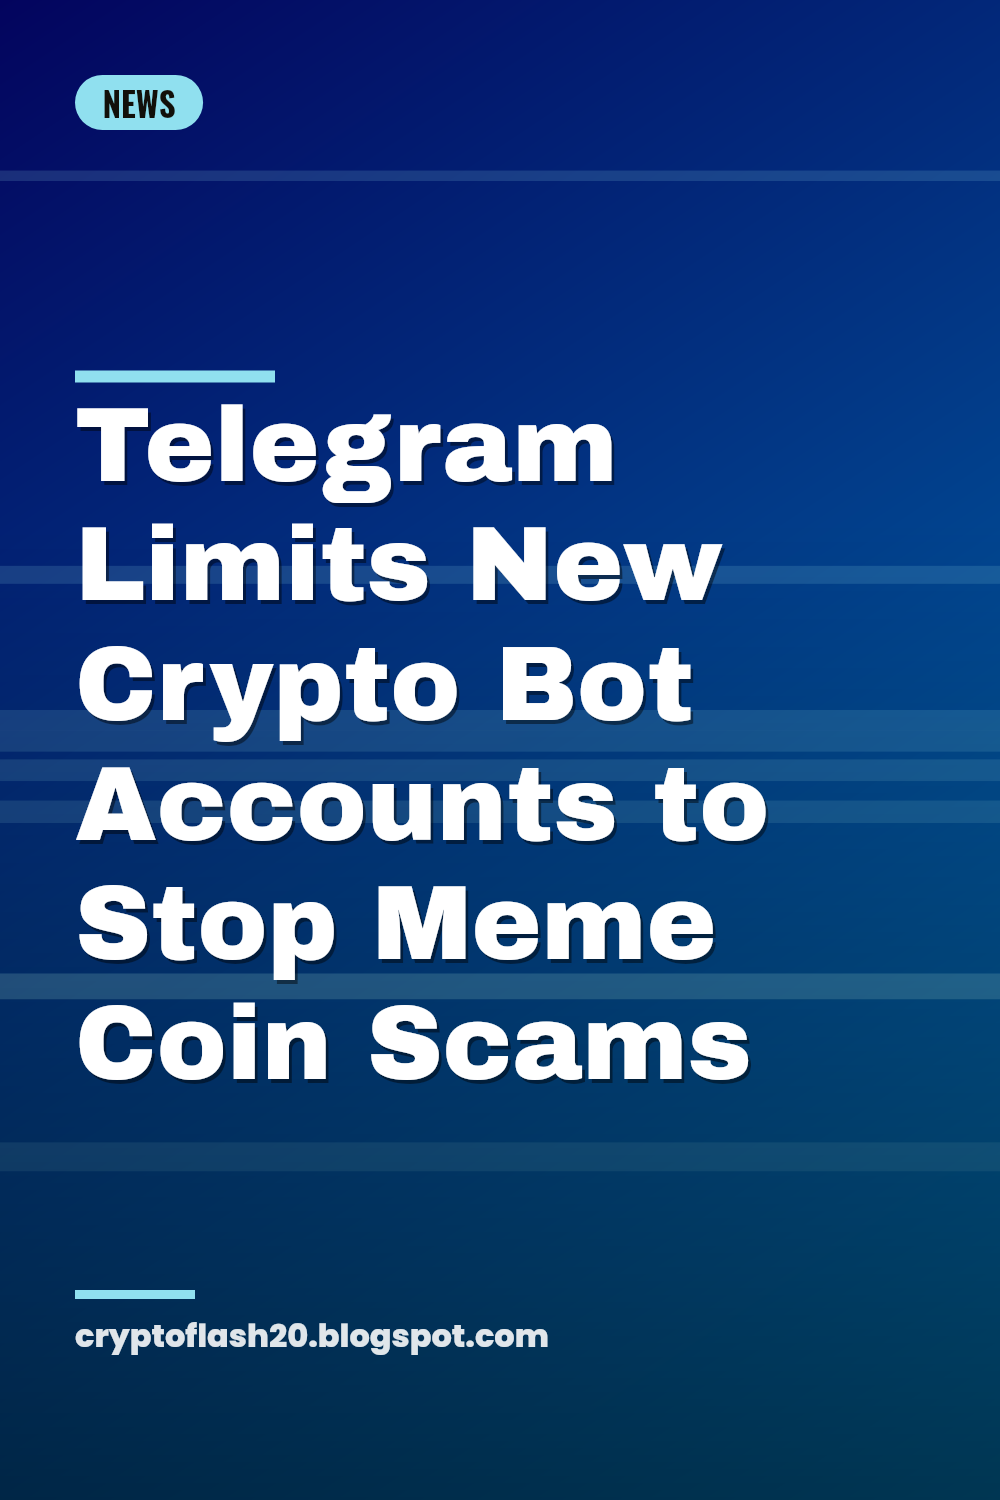 NEWS
Telegram
Limits New
Crypto Bot
Accounts to
Stop Meme
Coin Scams
cryptoflash20.blogspot.com